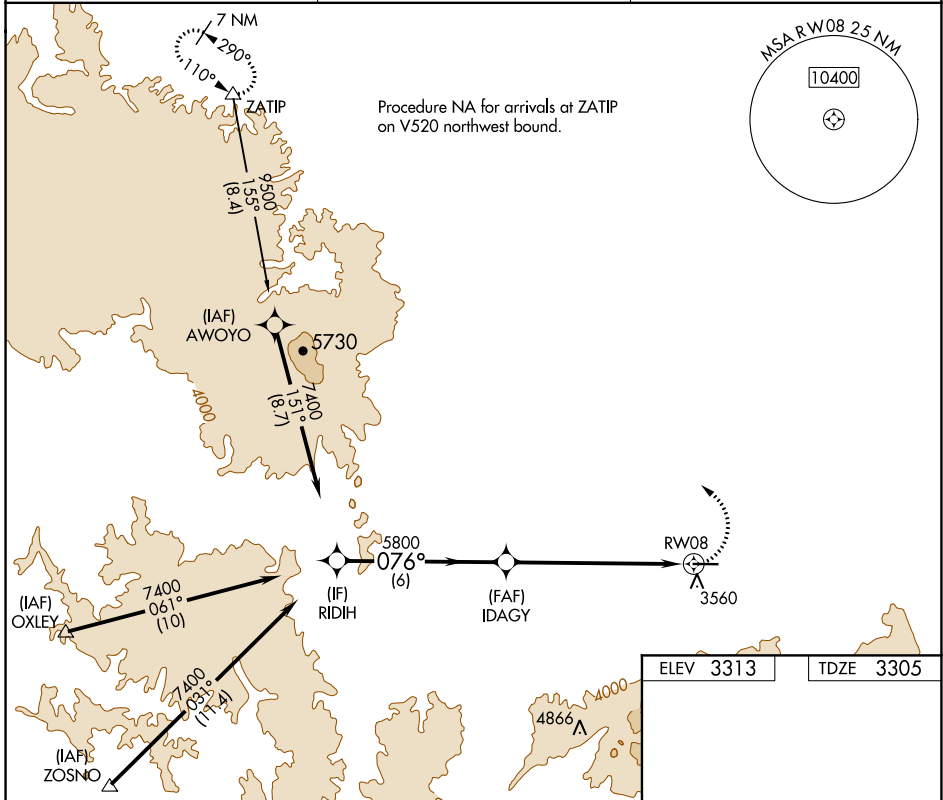 7 NM
290°
110°
ZATIP
Procedure NA for arrivals at ZATIP
on V520 northwest bound.
MSA RW08 25 NM
10400
9500
155°
(8.4)
(IAF)
AWOYO
5730
7400
151°
(8.7)
4000
5800
076°
(6)
RW08
3560
(IF)
RIDIH
(FAF)
IDAGY
7400
061°
(10)
(IAF)
OXLEY
7400
031°
(11.4)
(IAF)
ZOSNO
4866
4000
ELEV 3313
TDZE 3305